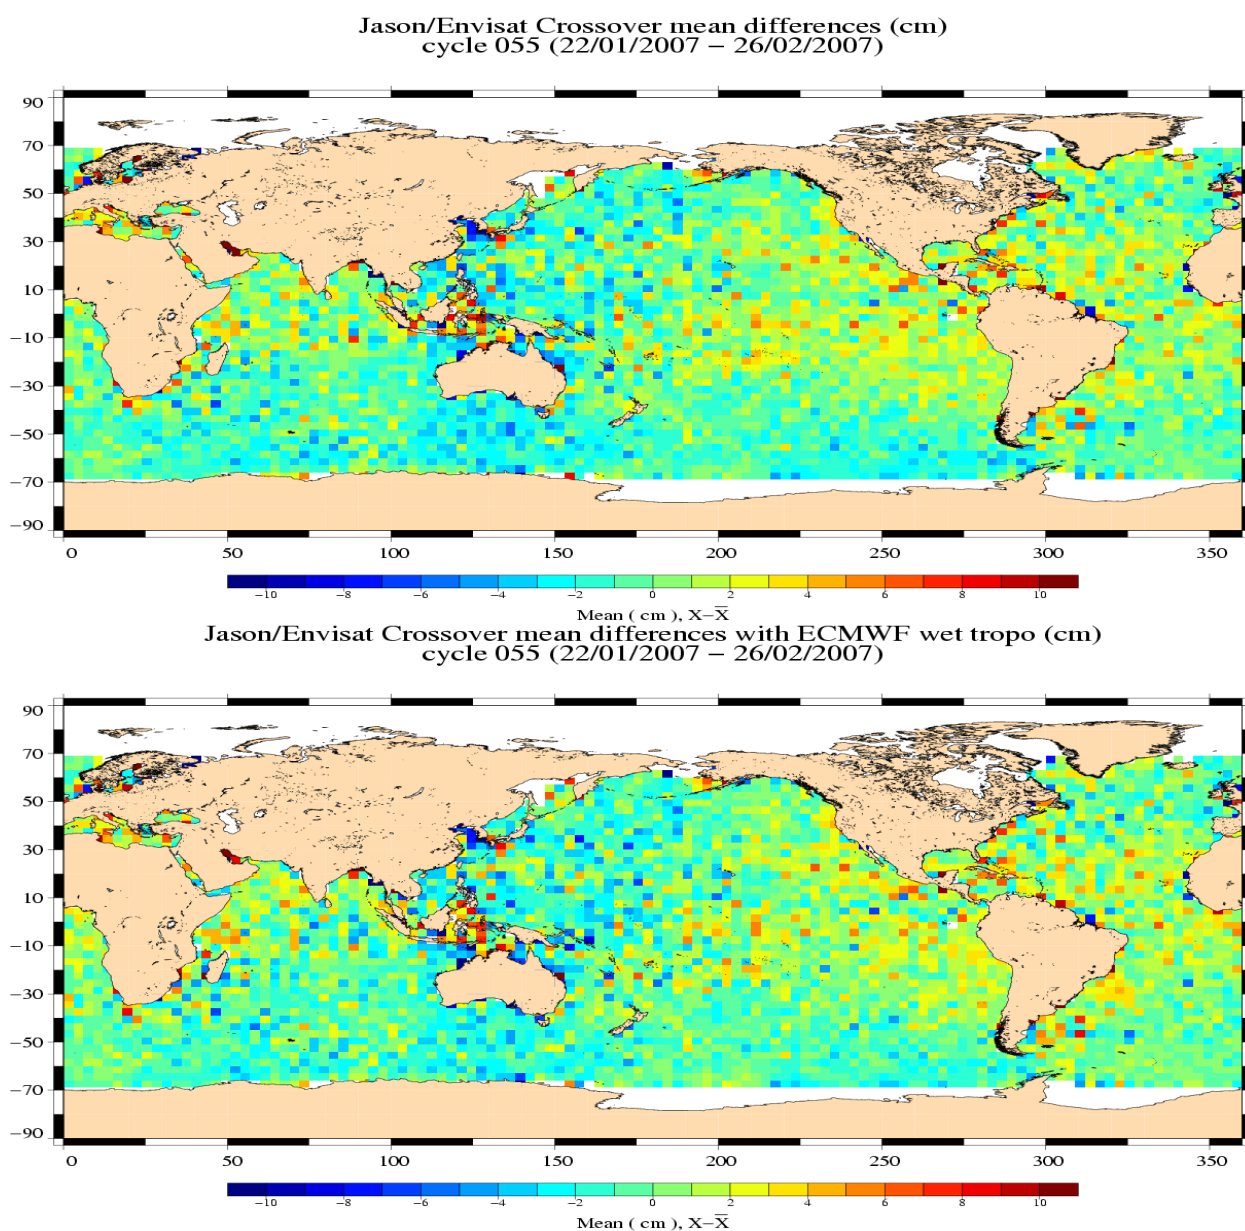 Jason/Envisat Crossover mean differences (cm)
cycle 055 (22/01/2007 − 26/02/2007)
90
70
50
30
10
−10
−30
−50
−70
−90
0 50 100 150 200 250 300 350
−10 −8 −6 −4 −2 0 2 4 6 8 10
Mean ( cm ), X−X̅
Jason/Envisat Crossover mean differences with ECMWF wet tropo (cm)
cycle 055 (22/01/2007 − 26/02/2007)
90
70
50
30
10
−10
−30
−50
−70
−90
0 50 100 150 200 250 300 350
−10 −8 −6 −4 −2 0 2 4 6 8 10
Mean ( cm ), X−X̅